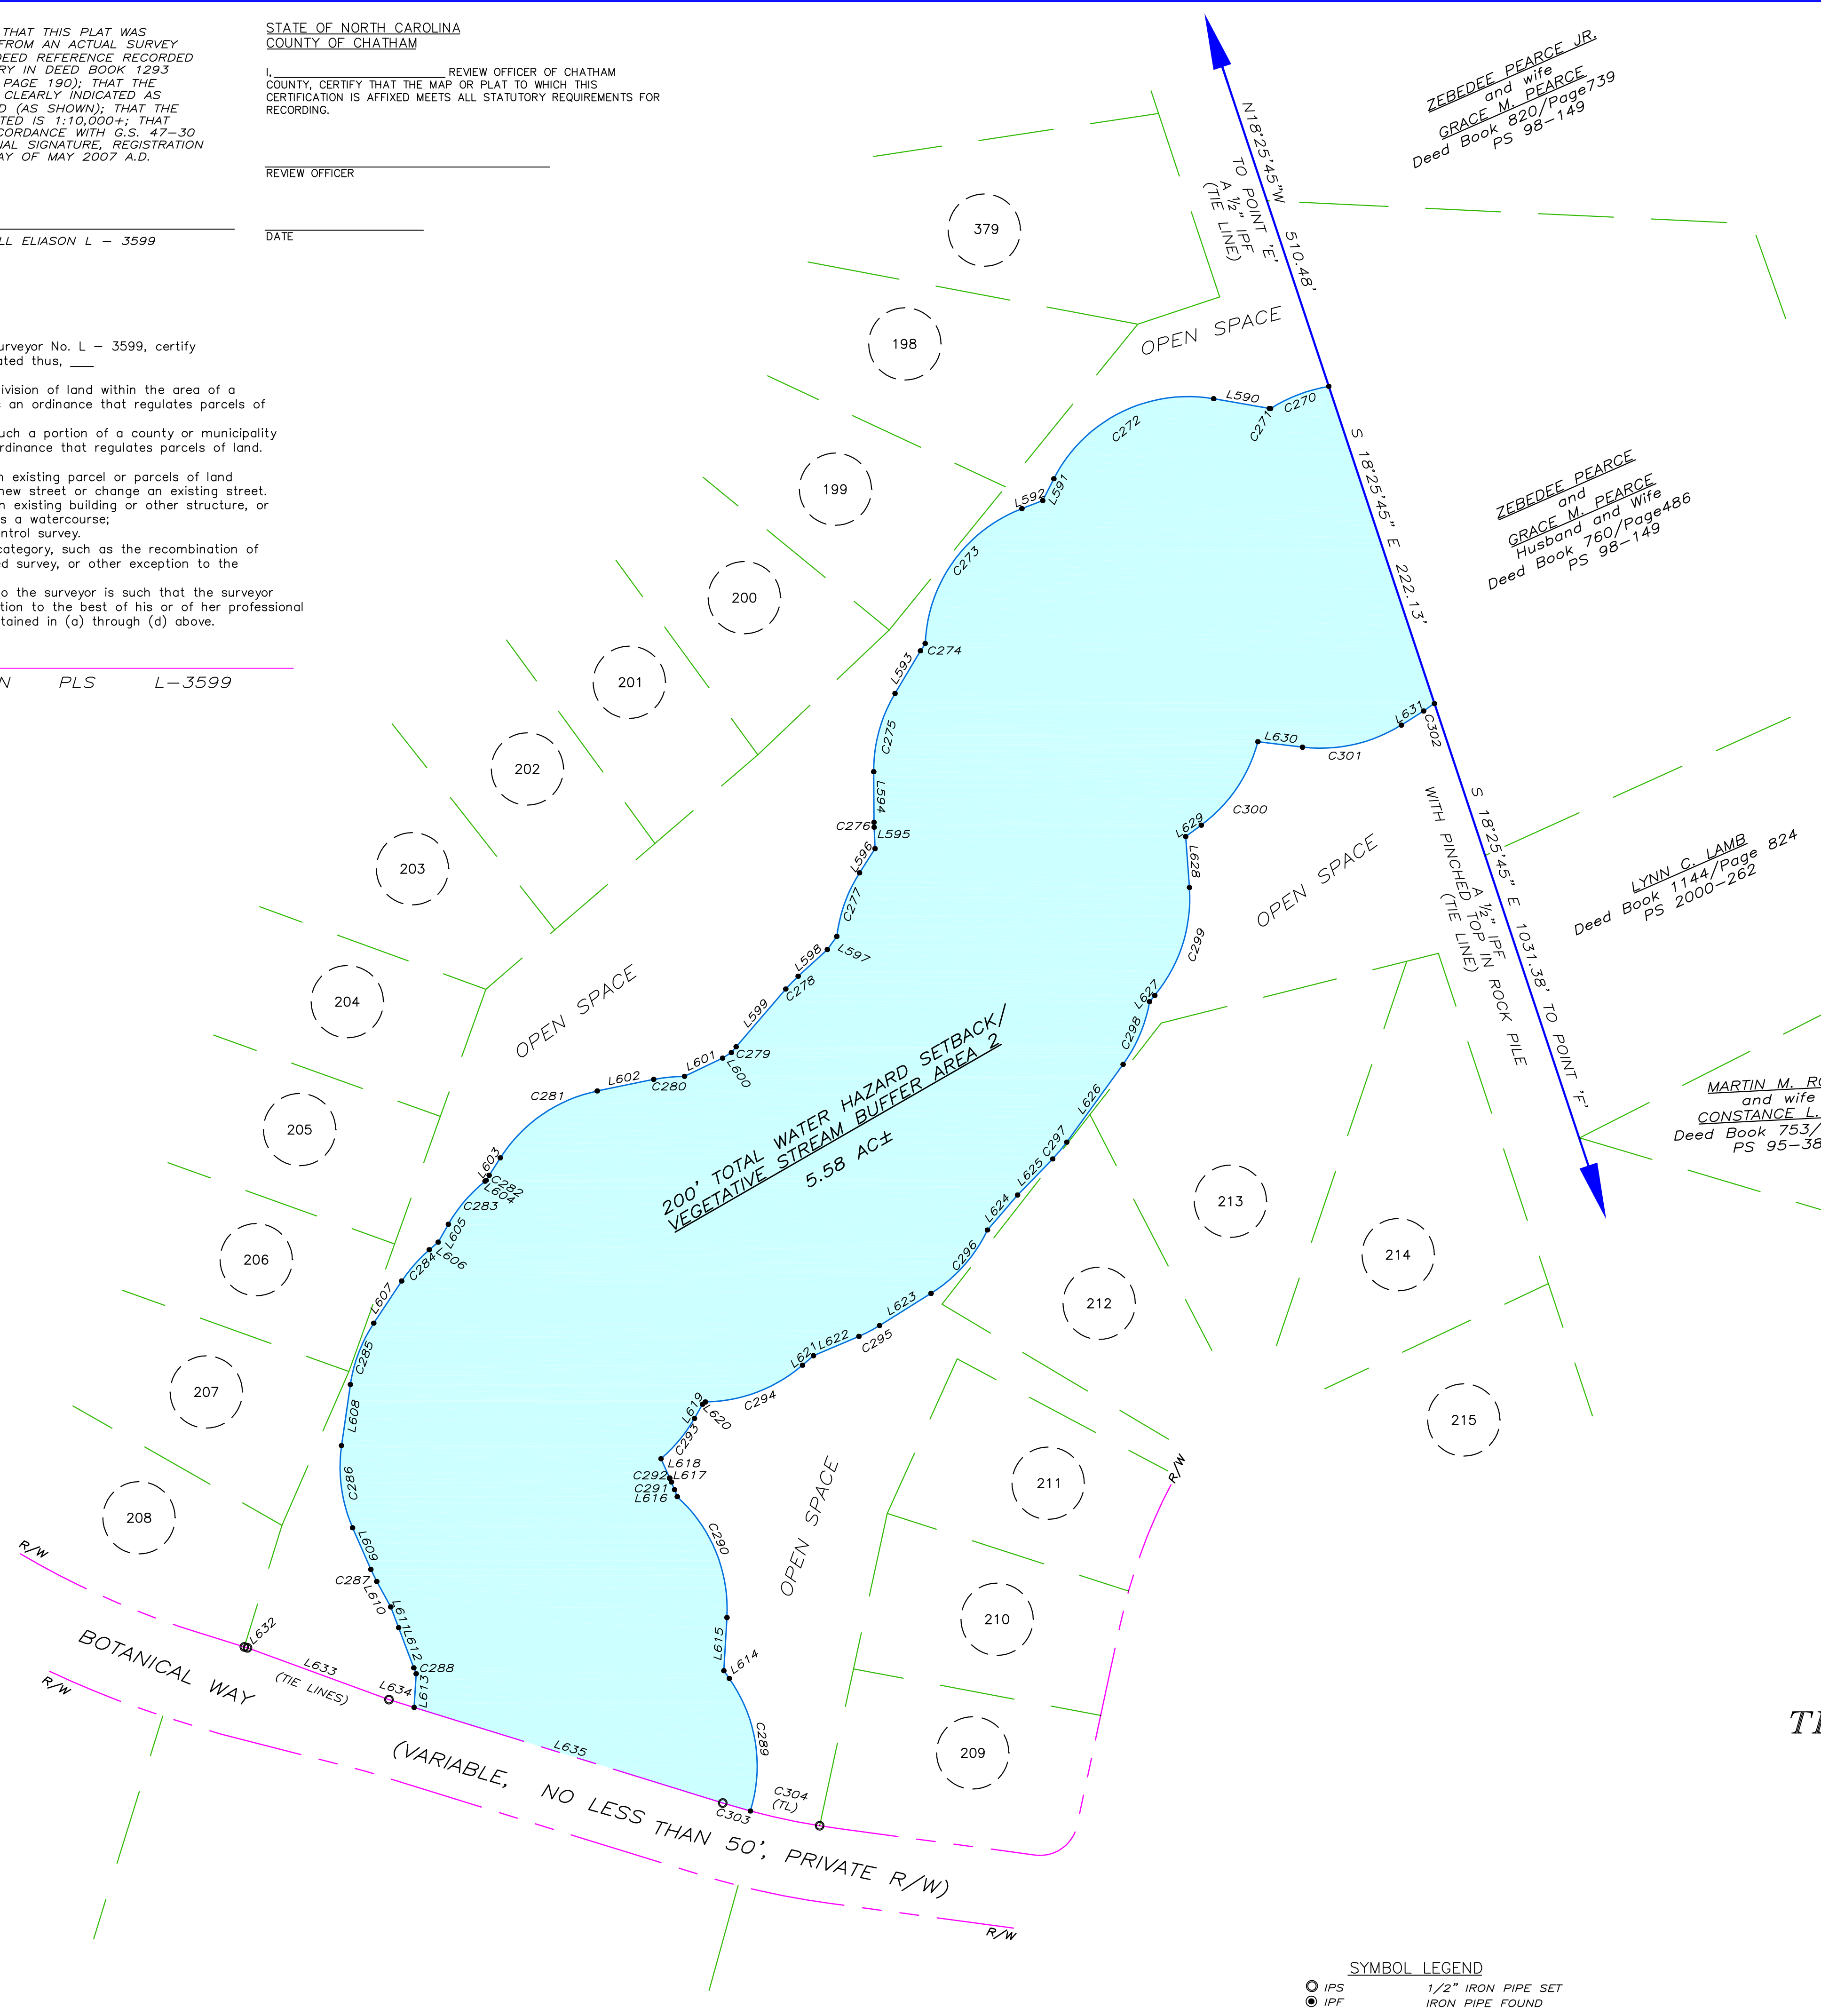 THAT THIS PLAT WAS
FROM AN ACTUAL SURVEY
DEED REFERENCE RECORDED
RY IN DEED BOOK 1293
PAGE 190); THAT THE
CLEARLY INDICATED AS
D (AS SHOWN); THAT THE
TED IS 1:10,000+; THAT
CORDANCE WITH G.S. 47-30
NAL SIGNATURE, REGISTRATION
AY OF MAY 2007 A.D.
LL ELIASON L - 3599
STATE OF NORTH CAROLINA
COUNTY OF CHATHAM
I, ____ REVIEW OFFICER OF CHATHAM
COUNTY, CERTIFY THAT THE MAP OR PLAT TO WHICH THIS
CERTIFICATION IS AFFIXED MEETS ALL STATUTORY REQUIREMENTS FOR
RECORDING.
REVIEW OFFICER
DATE
urveyor No. L - 3599, certify
ated thus, ___
ivision of land within the area of a
s an ordinance that regulates parcels of
uch a portion of a county or municipality
rdinance that regulates parcels of land.
n existing parcel or parcels of land
new street or change an existing street.
n existing building or other structure, or
s a watercourse;
ntrol survey.
category, such as the recombination of
ed survey, or other exception to the
o the surveyor is such that the surveyor
tion to the best of his or of her professional
tained in (a) through (d) above.
N PLS L-3599
ZEBEDEE PEARCE JR.
and wife
GRACE M. PEARCE
Deed Book 820/Page739
PS 98-149
N18°25'45"W 510.48'
TO POINT 'E'
A ½" IPF
(TIE LINE)
379
198
199
200
201
202
203
204
205
206
207
208
OPEN SPACE
L590
C271
C270
C272
L591
L592
C273
C274
L593
C275
L594
C276
L595
L596
C277
L597
L598
C278
L599
C279
L600
L601
C280
L602
C281
L603
C282
L604
C283
L605
L606
C284
L607
C285
L608
C286
L609
C287
L610
L611
L612
C288
L613
S 18°25'45" E 222.13'
ZEBEDEE PEARCE
and
GRACE M. PEARCE
Husband and Wife
Deed Book 760/Page486
PS 98-149
L631
C302
L630
C301
C300
L629
L628
C299
L627
C298
L626
C297
L625
L624
C296
L623
C295
L622
L621
C294
L619
L620
C293
L618
C292
L617
C291
L616
C290
L615
L614
C289
S 18°25'45" E 1031.38' TO POINT 'F'
A ½" IPF
WITH PINCHED TOP IN ROCK PILE
(TIE LINE)
LYNN C. LAMB
Deed Book 1144/Page 824
PS 2000-262
MARTIN M. RO
and wife
CONSTANCE L.
Deed Book 753/
PS 95-38
OPEN SPACE
OPEN SPACE
200' TOTAL WATER HAZARD SETBACK/
VEGETATIVE STREAM BUFFER AREA 2
5.58 AC±
OPEN SPACE
213
214
212
215
211
210
209
R/W
R/W
R/W
R/W
L632
L633
(TIE LINES)
L634
L635
C303
C304
(TL)
BOTANICAL WAY
(VARIABLE, NO LESS THAN 50', PRIVATE R/W)
SYMBOL LEGEND
IPS 1/2" IRON PIPE SET
IPF IRON PIPE FOUND